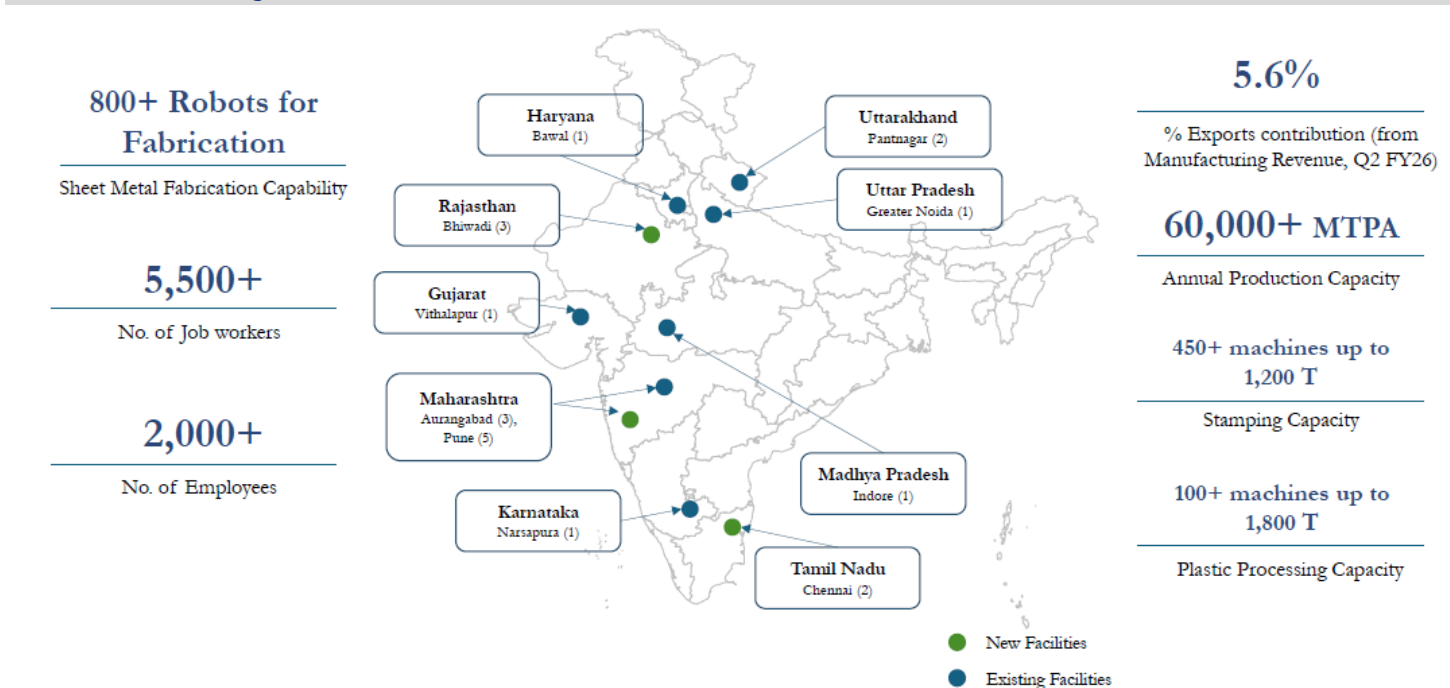 800+ Robots for
Fabrication
Sheet Metal Fabrication Capability
5,500+
No. of Job workers
2,000+
No. of Employees
Haryana
Bawal (1)
Rajasthan
Bhiwadi (3)
Gujarat
Vithalapur (1)
Maharashtra
Aurangabad (3),
Pune (5)
Karnataka
Narsapura (1)
Uttarakhand
Pantnagar (2)
Uttar Pradesh
Greater Noida (1)
Madhya Pradesh
Indore (1)
Tamil Nadu
Chennai (2)
New Facilities
Existing Facilities
5.6%
% Exports contribution (from
Manufacturing Revenue, Q2 FY26)
60,000+ MTPA
Annual Production Capacity
450+ machines up to
1,200 T
Stamping Capacity
100+ machines up to
1,800 T
Plastic Processing Capacity